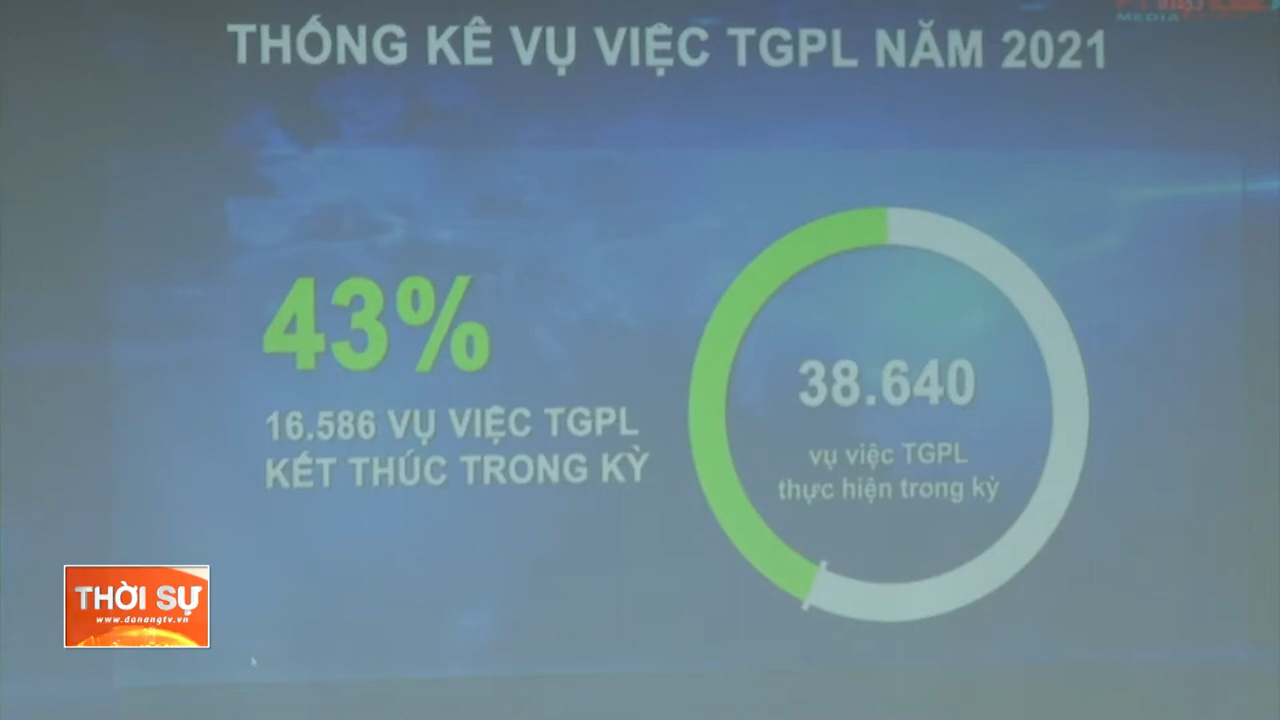 THỐNG KÊ VỤ VIỆC TGPL NĂM 2021
MEDIA
43%
16.586 VỤ VIỆC TGPL
KẾT THÚC TRONG KỲ
38.640
vụ việc TGPL
thực hiện trong kỳ
THỜI SỰ
www.danangtv.vn